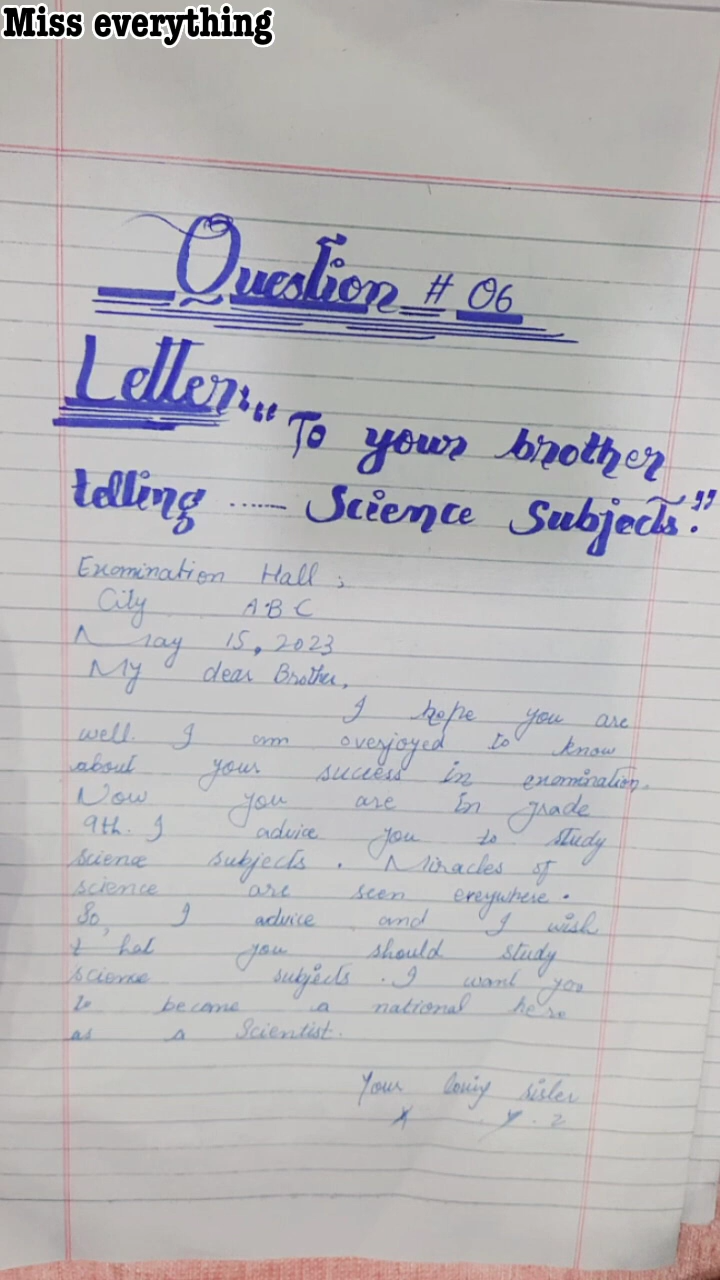 Miss everything
Question # 06
Letter:"To your brother
telling ...... Science Subjects."
Examination Hall ;
City A.B.C
May 15, 2023
My dear Brother,
I hope you are
well. I am overjoyed to know
about your success in examination.
Now you are in grade
9th. I advice you to study
science subjects. Miracles of
science are seen ereywhere.
So, I advice and I wish
that you should study
science subjects. I want you
to become a national hero
as a Scientist.
Your loving sister
X Y. Z